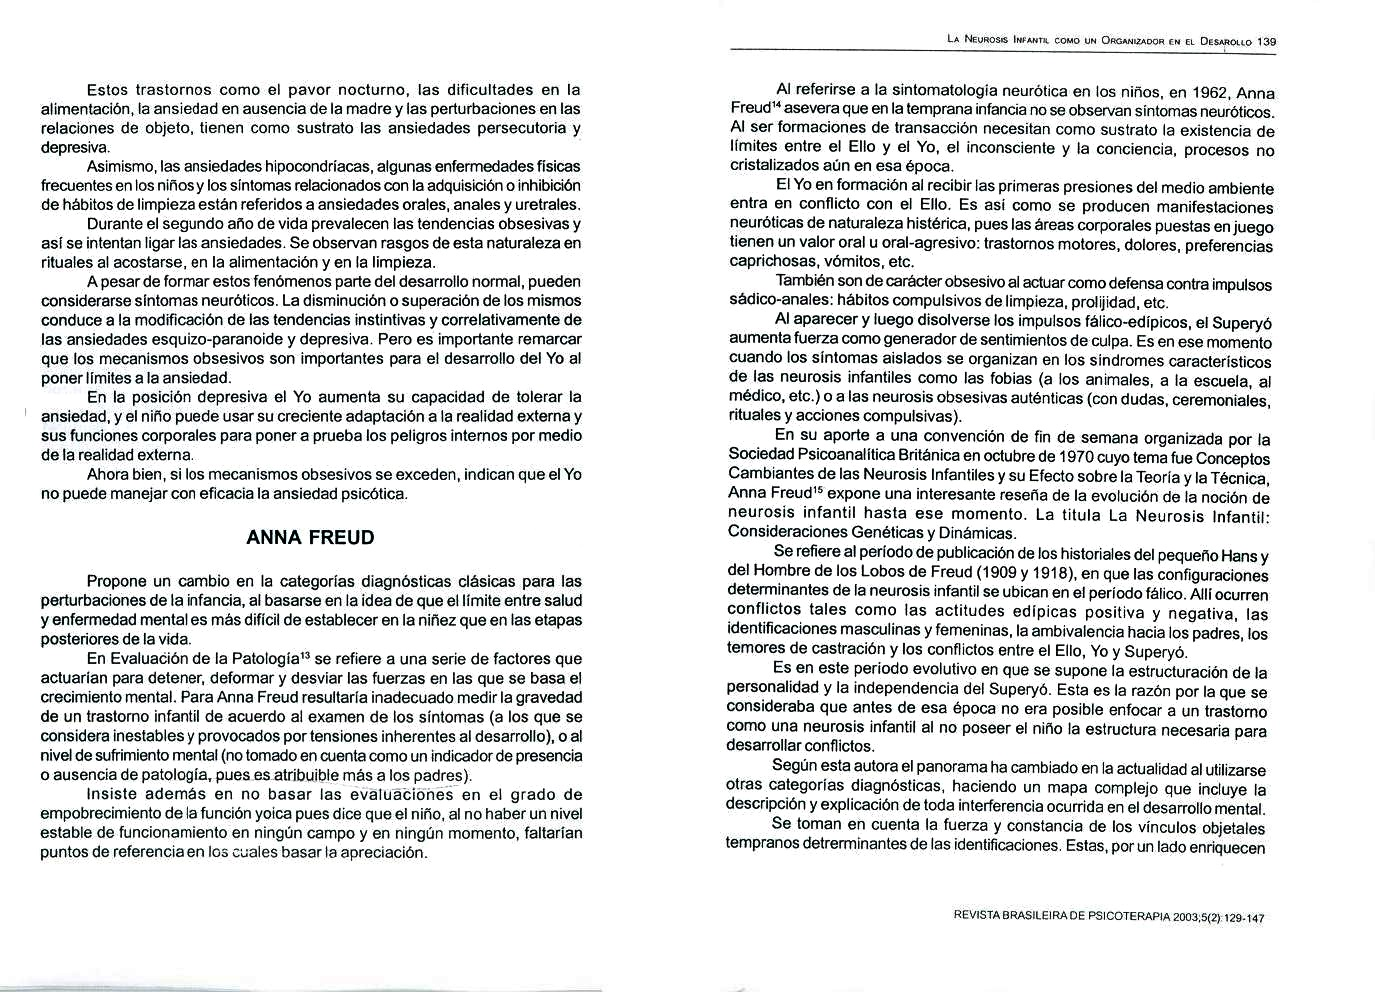 Estos trastornos como el pavor nocturno, las dificultades en la
alimentación, la ansiedad en ausencia de la madre y las perturbaciones en las
relaciones de objeto, tienen como sustrato las ansiedades persecutoria y
depresiva.
Asimismo, las ansiedades hipocondríacas, algunas enfermedades físicas
frecuentes en los niños y los síntomas relacionados con la adquisición o inhibición
de hábitos de limpieza están referidos a ansiedades orales, anales y uretrales.
Durante el segundo año de vida prevalecen las tendencias obsesivas y
así se intentan ligar las ansiedades. Se observan rasgos de esta naturaleza en
rituales al acostarse, en la alimentación y en la limpieza.
A pesar de formar estos fenómenos parte del desarrollo normal, pueden
considerarse síntomas neuróticos. La disminución o superación de los mismos
conduce a la modificación de las tendencias instintivas y correlativamente de
las ansiedades esquizo-paranoide y depresiva. Pero es importante remarcar
que los mecanismos obsesivos son importantes para el desarrollo del Yo al
poner límites a la ansiedad.
En la posición depresiva el Yo aumenta su capacidad de tolerar la
ansiedad, y el niño puede usar su creciente adaptación a la realidad externa y
sus funciones corporales para poner a prueba los peligros internos por medio
de la realidad externa.
Ahora bien, si los mecanismos obsesivos se exceden, indican que el Yo
no puede manejar con eficacia la ansiedad psicótica.
ANNA FREUD
Propone un cambio en la categorías diagnósticas clásicas para las
perturbaciones de la infancia, al basarse en la idea de que el límite entre salud
y enfermedad mental es más difícil de establecer en la niñez que en las etapas
posteriores de la vida.
En Evaluación de la Patología¹³ se refiere a una serie de factores que
actuarían para detener, deformar y desviar las fuerzas en las que se basa el
crecimiento mental. Para Anna Freud resultaría inadecuado medir la gravedad
de un trastorno infantil de acuerdo al examen de los síntomas (a los que se
considera inestables y provocados por tensiones inherentes al desarrollo), o al
nivel de sufrimiento mental (no tomado en cuenta como un indicador de presencia
o ausencia de patología, pues es atribuible más a los padres).
Insiste además en no basar las evaluaciones en el grado de
empobrecimiento de la función yoica pues dice que el niño, al no haber un nivel
estable de funcionamiento en ningún campo y en ningún momento, faltarían
puntos de referencia en los cuales basar la apreciación.
LA NEUROSIS INFANTIL COMO UN ORGANIZADOR EN EL DESAROLLO 139
Al referirse a la sintomatología neurótica en los niños, en 1962, Anna
Freud¹⁴ asevera que en la temprana infancia no se observan síntomas neuróticos.
Al ser formaciones de transacción necesitan como sustrato la existencia de
límites entre el Ello y el Yo, el inconsciente y la conciencia, procesos no
cristalizados aún en esa época.
El Yo en formación al recibir las primeras presiones del medio ambiente
entra en conflicto con el Ello. Es así como se producen manifestaciones
neuróticas de naturaleza histérica, pues las áreas corporales puestas en juego
tienen un valor oral u oral-agresivo: trastornos motores, dolores, preferencias
caprichosas, vómitos, etc.
También son de carácter obsesivo al actuar como defensa contra impulsos
sádico-anales: hábitos compulsivos de limpieza, prolijidad, etc.
Al aparecer y luego disolverse los impulsos fálico-edípicos, el Superyó
aumenta fuerza como generador de sentimientos de culpa. Es en ese momento
cuando los síntomas aislados se organizan en los síndromes característicos
de las neurosis infantiles como las fobias (a los animales, a la escuela, al
médico, etc.) o a las neurosis obsesivas auténticas (con dudas, ceremoniales,
rituales y acciones compulsivas).
En su aporte a una convención de fin de semana organizada por la
Sociedad Psicoanalítica Británica en octubre de 1970 cuyo tema fue Conceptos
Cambiantes de las Neurosis Infantiles y su Efecto sobre la Teoría y la Técnica,
Anna Freud¹⁵ expone una interesante reseña de la evolución de la noción de
neurosis infantil hasta ese momento. La titula La Neurosis Infantil:
Consideraciones Genéticas y Dinámicas.
Se refiere al período de publicación de los historiales del pequeño Hans y
del Hombre de los Lobos de Freud (1909 y 1918), en que las configuraciones
determinantes de la neurosis infantil se ubican en el período fálico. Allí ocurren
conflictos tales como las actitudes edípicas positiva y negativa, las
identificaciones masculinas y femeninas, la ambivalencia hacia los padres, los
temores de castración y los conflictos entre el Ello, Yo y Superyó.
Es en este período evolutivo en que se supone la estructuración de la
personalidad y la independencia del Superyó. Esta es la razón por la que se
consideraba que antes de esa época no era posible enfocar a un trastorno
como una neurosis infantil al no poseer el niño la estructura necesaria para
desarrollar conflictos.
Según esta autora el panorama ha cambiado en la actualidad al utilizarse
otras categorías diagnósticas, haciendo un mapa complejo que incluye la
descripción y explicación de toda interferencia ocurrida en el desarrollo mental.
Se toman en cuenta la fuerza y constancia de los vínculos objetales
tempranos detrerminantes de las identificaciones. Estas, por un lado enriquecen
REVISTA BRASILEIRA DE PSICOTERAPIA 2003;5(2):129-147